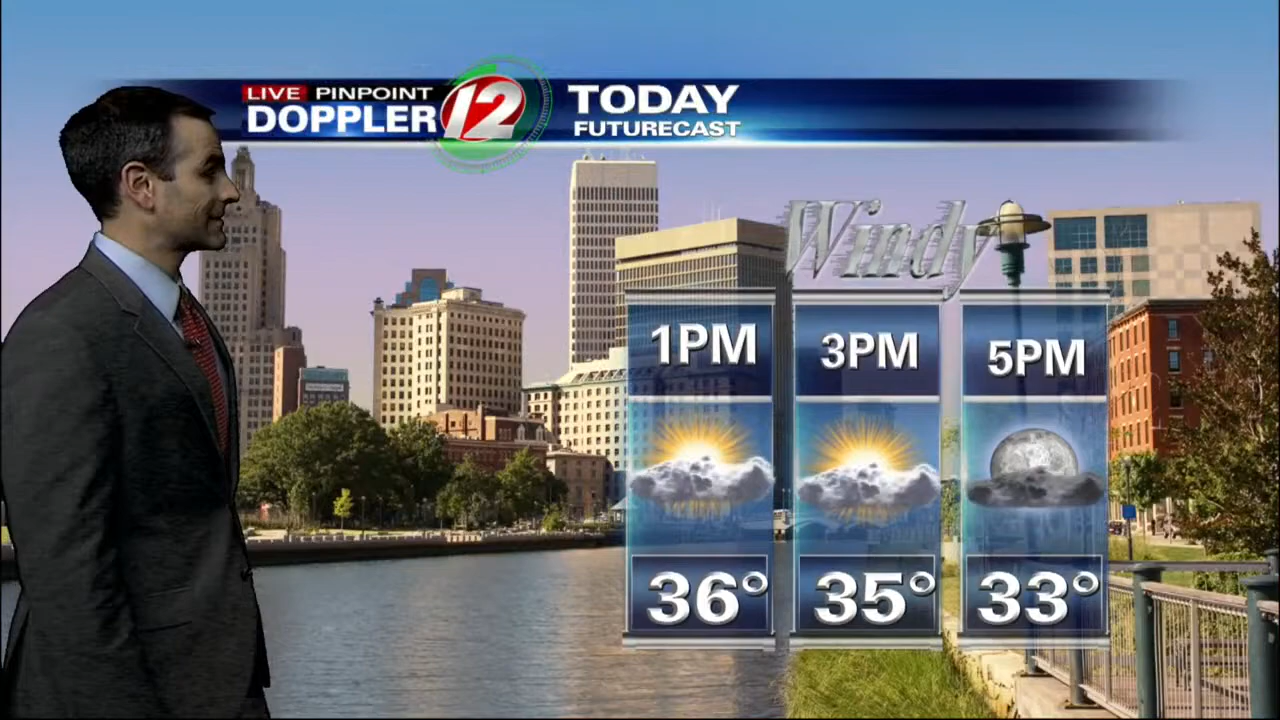 LIVE PINPOINT
DOPPLER 12
TODAY
FUTURECAST
Windy
1PM 3PM 5PM
36° 35° 33°